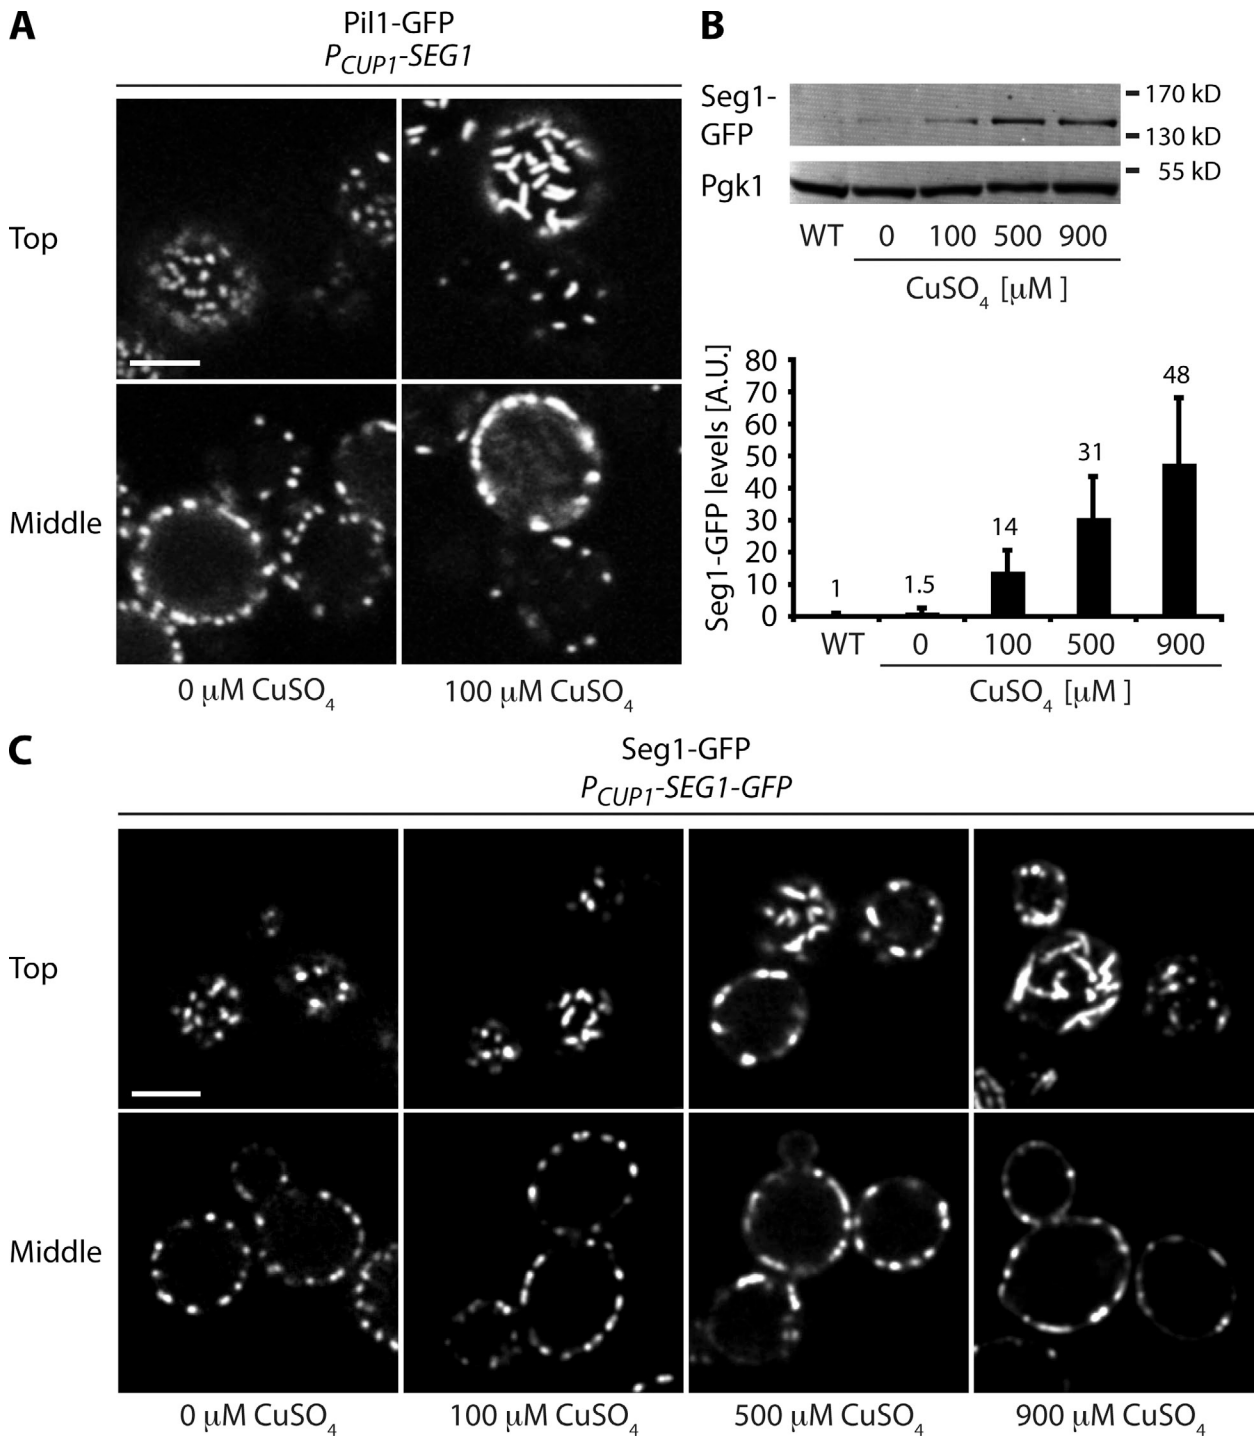 A
Pil1-GFP
PCUP1-SEG1
Top
Middle
0 μM CuSO4
100 μM CuSO4
B
Seg1-
GFP
170 kD
130 kD
Pgk1
55 kD
WT 0 100 500 900
CuSO4 [μM ]
Seg1-GFP levels [A.U.]
80
70
60
50
40
30
20
10
0
1
1.5
14
31
48
WT 0 100 500 900
CuSO4 [μM ]
C
Seg1-GFP
PCUP1-SEG1-GFP
Top
Middle
0 μM CuSO4
100 μM CuSO4
500 μM CuSO4
900 μM CuSO4